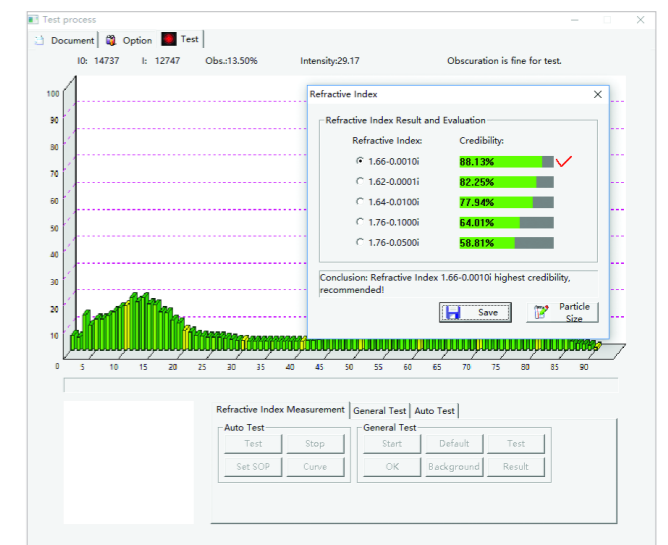 Test process
Document Option Test
I0: 14737 I: 12747 Obs.:13.50% Intensity:29.17 Obscuration is fine for test.
Refractive Index
Refractive Index Result and Evaluation
Refractive Index: Credibility:
1.66-0.0010i 88.13%
1.62-0.0001i 82.25%
1.64-0.0100i 77.94%
1.76-0.1000i 64.01%
1.76-0.0500i 58.81%
Conclusion: Refractive Index 1.66-0.0010i highest credibility,
recommended!
Save Particle
Size
100
90
80
70
60
50
40
30
20
10
0 5 10 15 20 25 30 35 40 45 50 55 60 65 70 75 80 85 90
Refractive Index Measurement General Test Auto Test
Auto Test General Test
Test Stop Start Default Test
Set SOP Curve OK Background Result